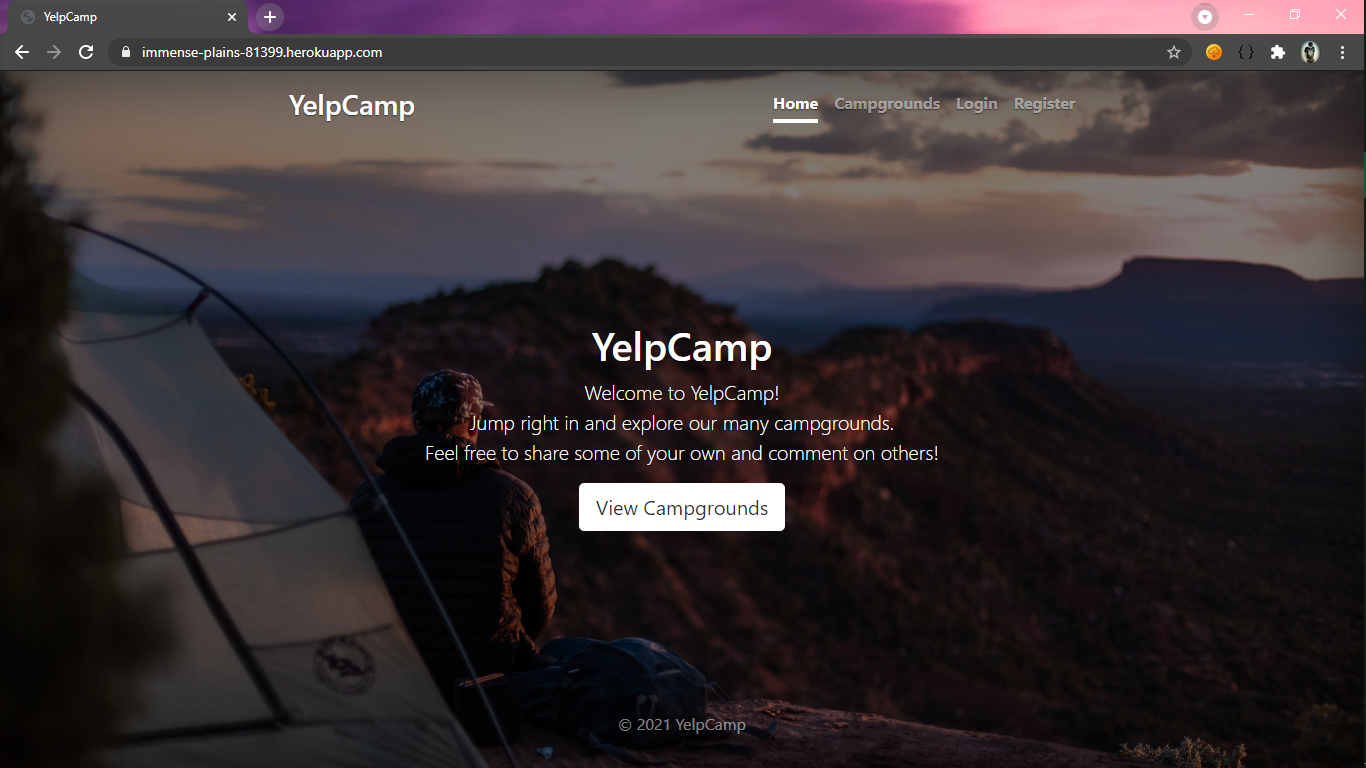 YelpCamp
immense-plains-81399.herokuapp.com
YelpCamp
Home Campgrounds Login Register
YelpCamp
Welcome to YelpCamp!
Jump right in and explore our many campgrounds.
Feel free to share some of your own and comment on others!
View Campgrounds
© 2021 YelpCamp